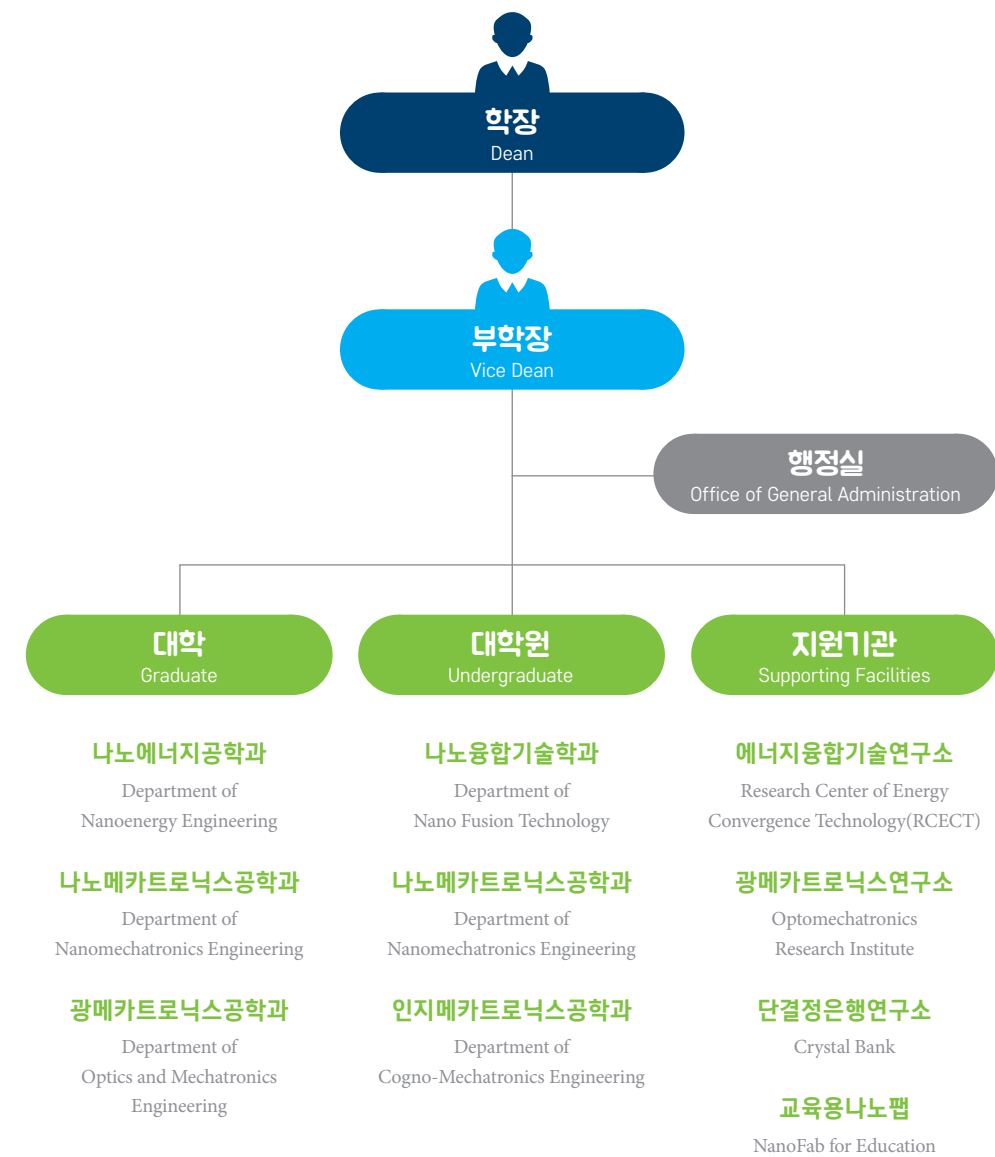 학장
Dean
부학장
Vice Dean
행정실
Office of General Administration
대학
Graduate
나노에너지공학과
Department of
Nanoenergy Engineering
나노메카트로닉스공학과
Department of
Nanomechatronics Engineering
광메카트로닉스공학과
Department of
Optics and Mechatronics
Engineering
대학원
Undergraduate
나노융합기술학과
Department of
Nano Fusion Technology
나노메카트로닉스공학과
Department of
Nanomechatronics Engineering
인지메카트로닉스공학과
Department of
Cogno-Mechatronics Engineering
지원기관
Supporting Facilities
에너지융합기술연구소
Research Center of Energy
Convergence Technology(RCECT)
광메카트로닉스연구소
Optomechatronics
Research Institute
단결정은행연구소
Crystal Bank
교육용나노팹
NanoFab for Education